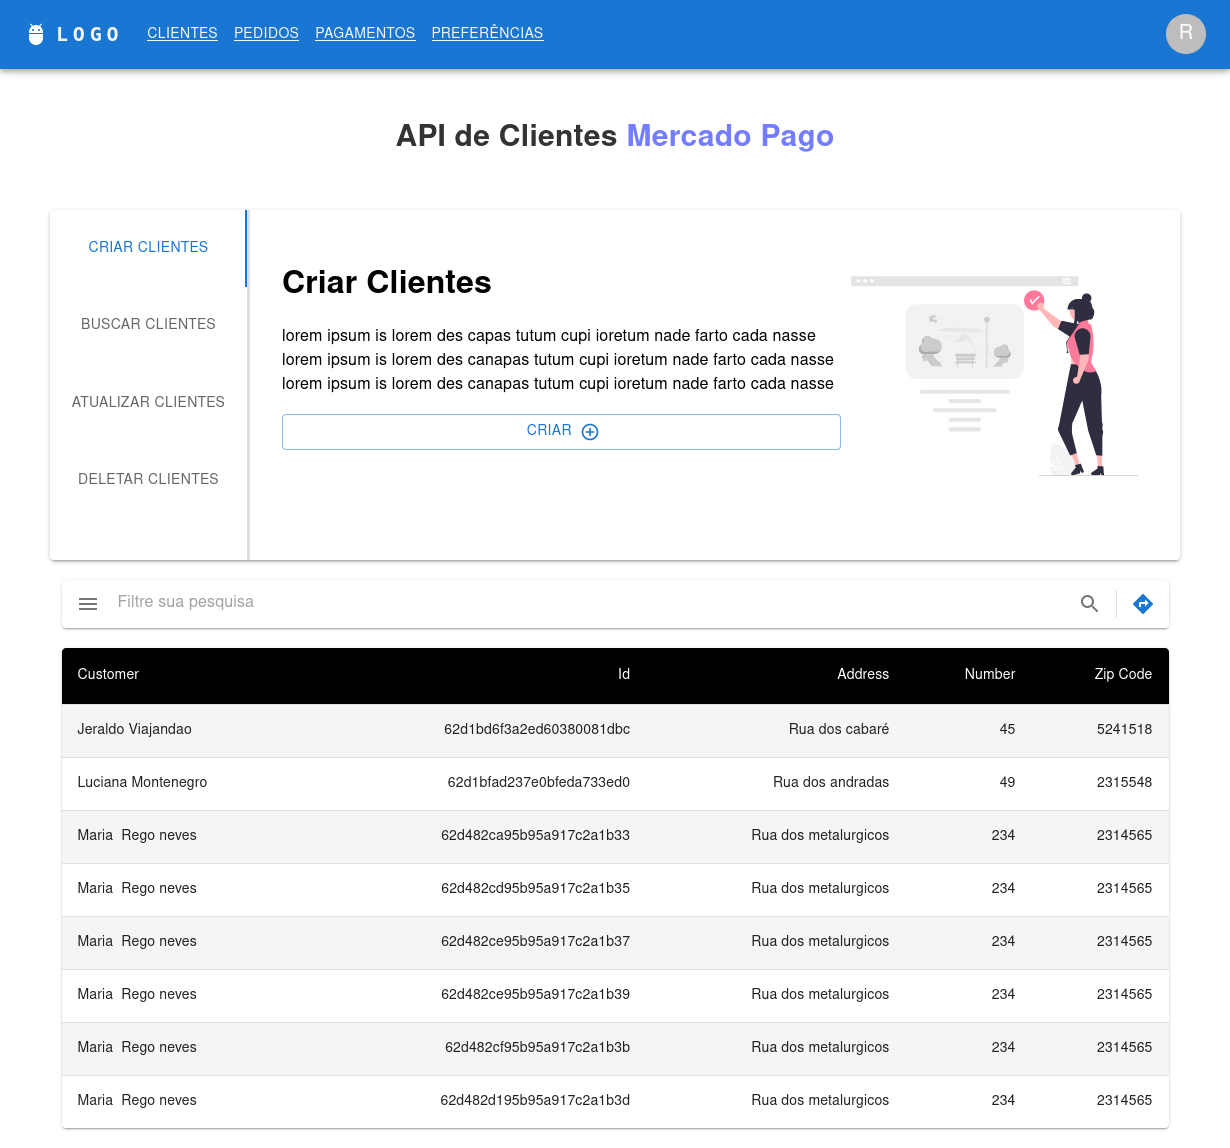 LOGO CLIENTES PEDIDOS PAGAMENTOS PREFERÊNCIAS R
API de Clientes Mercado Pago
CRIAR CLIENTES
BUSCAR CLIENTES
ATUALIZAR CLIENTES
DELETAR CLIENTES
Criar Clientes
lorem ipsum is lorem des capas tutum cupi ioretum nade farto cada nasse
lorem ipsum is lorem des canapas tutum cupi ioretum nade farto cada nasse
lorem ipsum is lorem des canapas tutum cupi ioretum nade farto cada nasse
CRIAR
Filtre sua pesquisa
Customer Id Address Number Zip Code
Jeraldo Viajandao 62d1bd6f3a2ed60380081dbc Rua dos cabaré 45 5241518
Luciana Montenegro 62d1bfad237e0bfeda733ed0 Rua dos andradas 49 2315548
Maria  Rego neves 62d482ca95b95a917c2a1b33 Rua dos metalurgicos 234 2314565
Maria  Rego neves 62d482cd95b95a917c2a1b35 Rua dos metalurgicos 234 2314565
Maria  Rego neves 62d482ce95b95a917c2a1b37 Rua dos metalurgicos 234 2314565
Maria  Rego neves 62d482ce95b95a917c2a1b39 Rua dos metalurgicos 234 2314565
Maria  Rego neves 62d482cf95b95a917c2a1b3b Rua dos metalurgicos 234 2314565
Maria  Rego neves 62d482d195b95a917c2a1b3d Rua dos metalurgicos 234 2314565